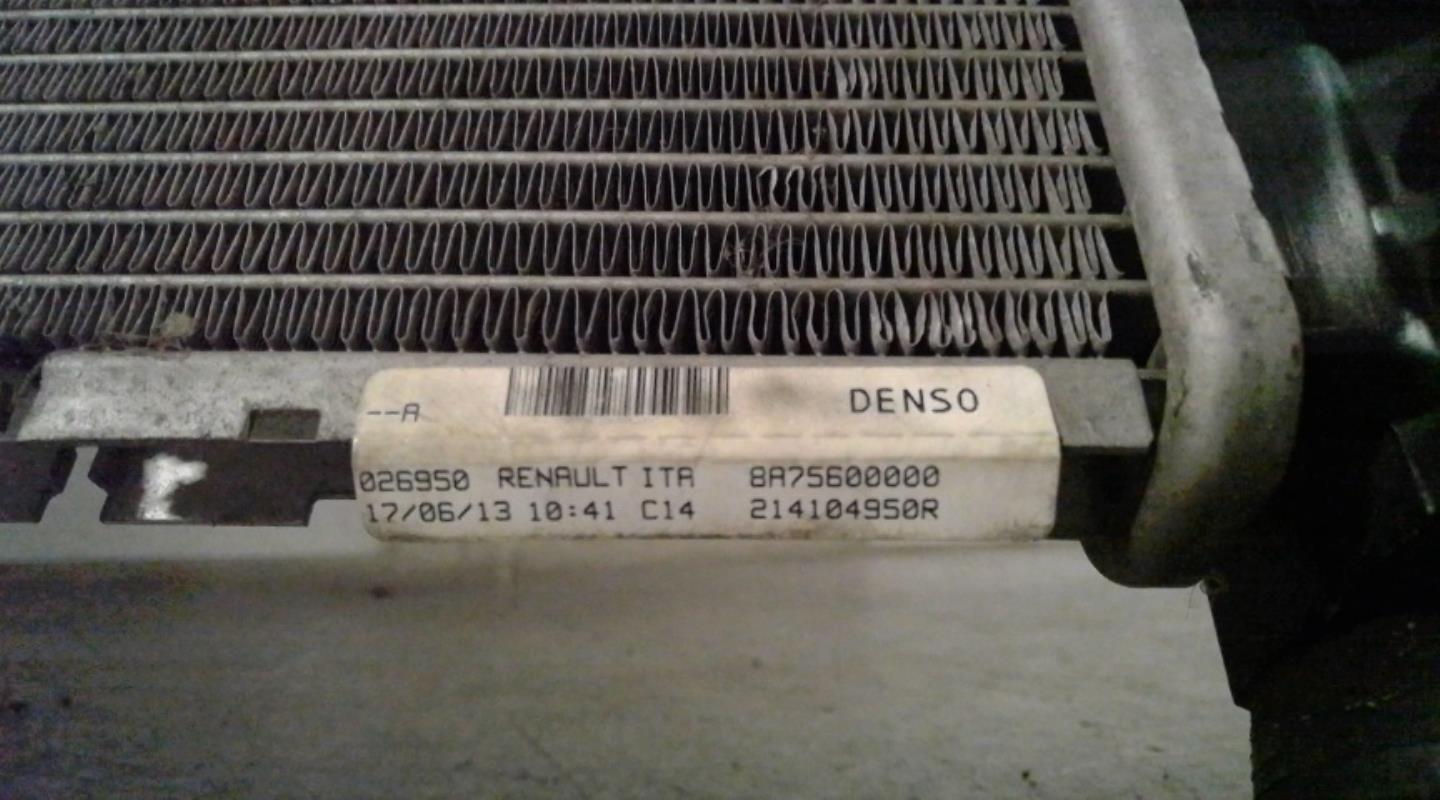 --A DENSO
026950 RENAULT ITA 8A75600000
17/06/13 10:41 C14 214104950R